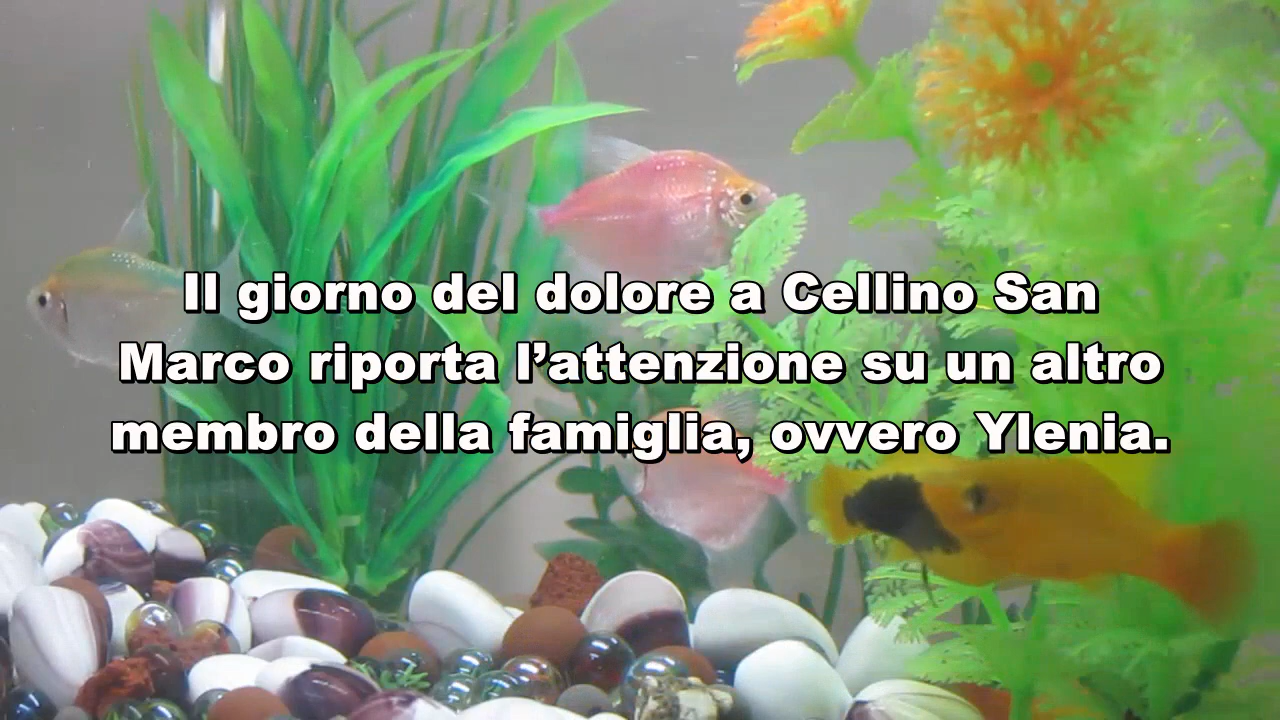 Il giorno del dolore a Cellino San
Marco riporta l’attenzione su un altro
membro della famiglia, ovvero Ylenia.